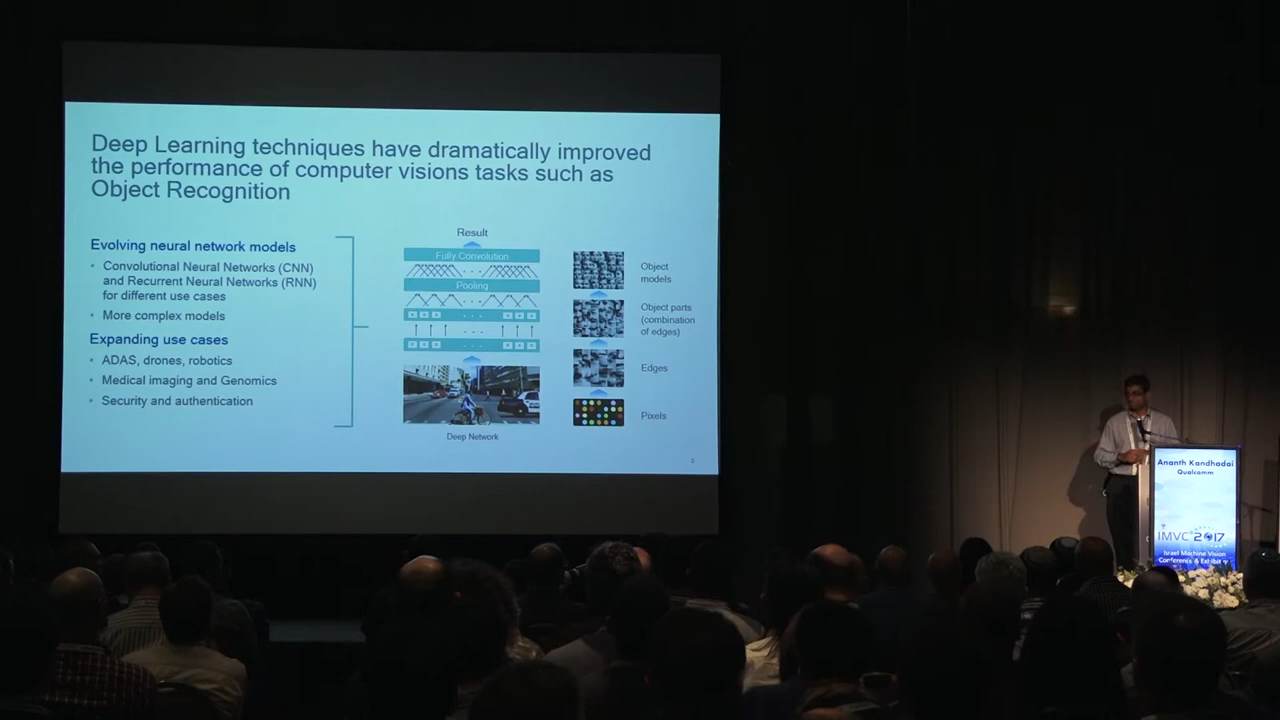 Deep Learning techniques have dramatically improved
the performance of computer visions tasks such as
Object Recognition
Evolving neural network models
• Convolutional Neural Networks (CNN)
and Recurrent Neural Networks (RNN)
for different use cases
• More complex models
Expanding use cases
• ADAS, drones, robotics
• Medical imaging and Genomics
• Security and authentication
Result
Fully Convolution
Pooling
Deep Network
Object
models
Object parts
(combination
of edges)
Edges
Pixels
2
Ananth Kandhadai
Qualcomm
IMVC 2017
Israel Machine Vision
Conference & Exhibition